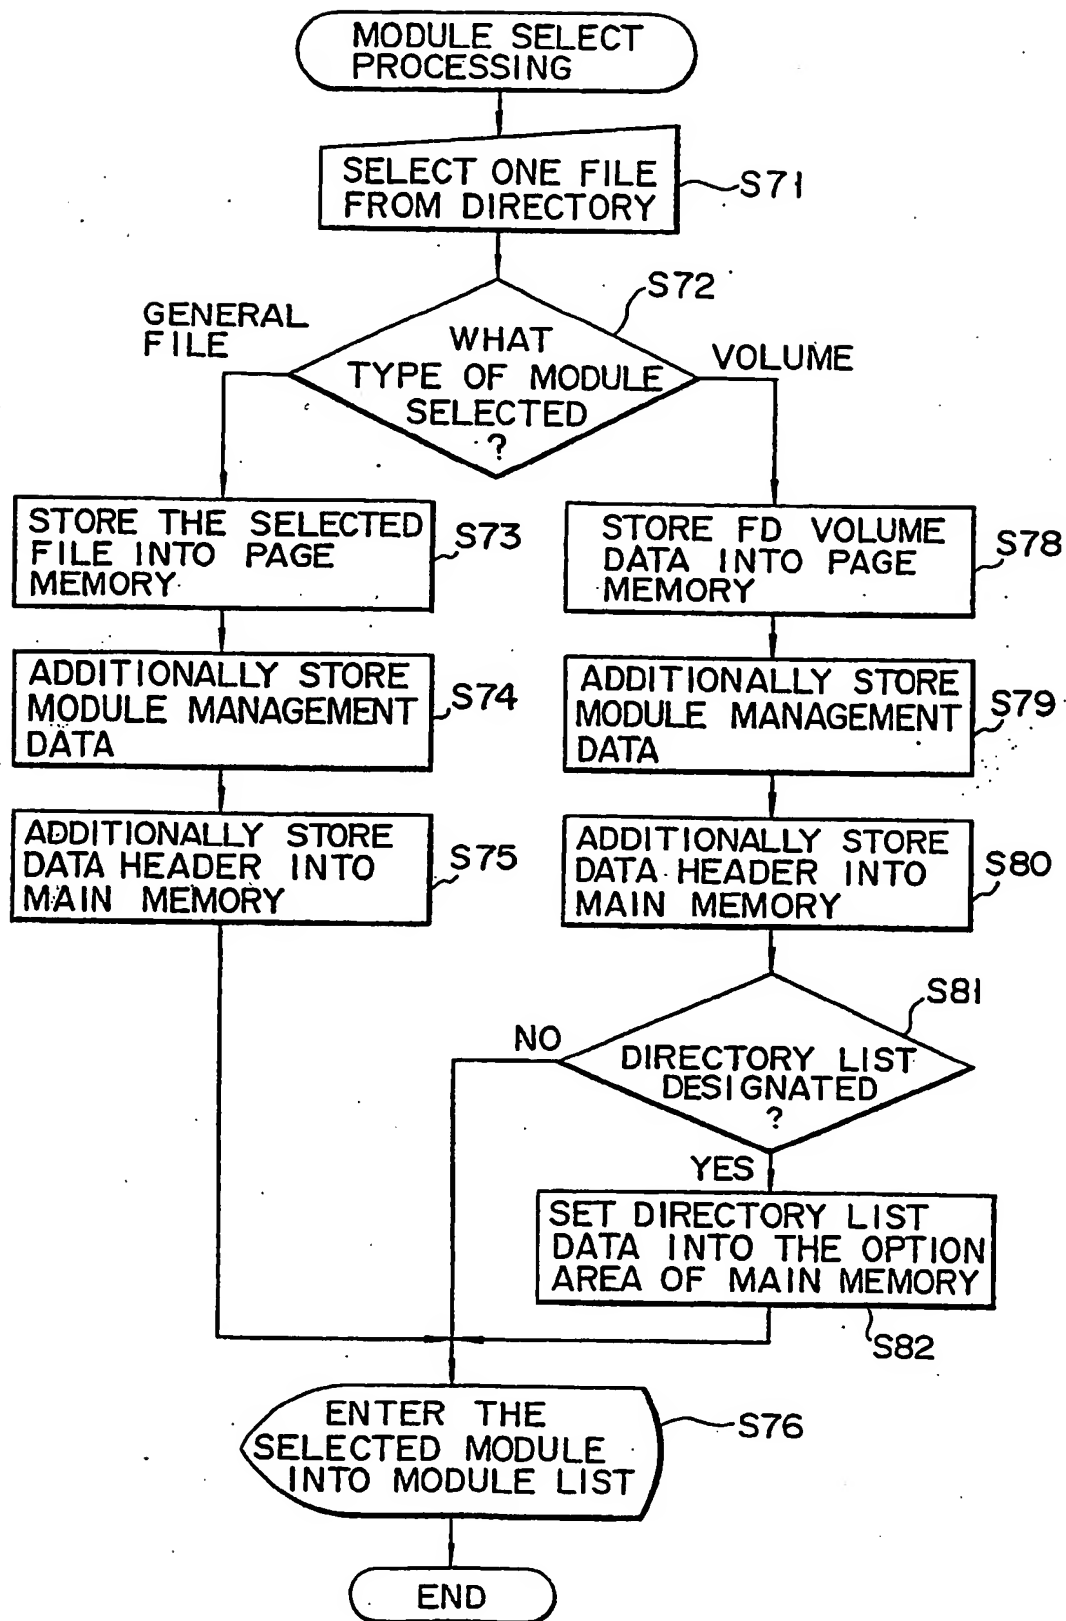 MODULE SELECT
PROCESSING
SELECT ONE FILE
FROM DIRECTORY
S71
S72
GENERAL
FILE
WHAT
TYPE OF MODULE
SELECTED
?
VOLUME
STORE THE SELECTED
FILE INTO PAGE
MEMORY
S73
STORE FD VOLUME
DATA INTO PAGE
MEMORY
S78
ADDITIONALLY STORE
MODULE MANAGEMENT
DATA
S74
ADDITIONALLY STORE
MODULE MANAGEMENT
DATA
S79
ADDITIONALLY STORE
DATA HEADER INTO
MAIN MEMORY
S75
ADDITIONALLY STORE
DATA HEADER INTO
MAIN MEMORY
S80
S81
NO
DIRECTORY LIST
DESIGNATED
?
YES
SET DIRECTORY LIST
DATA INTO THE OPTION
AREA OF MAIN MEMORY
S82
ENTER THE
SELECTED MODULE
INTO MODULE LIST
S76
END